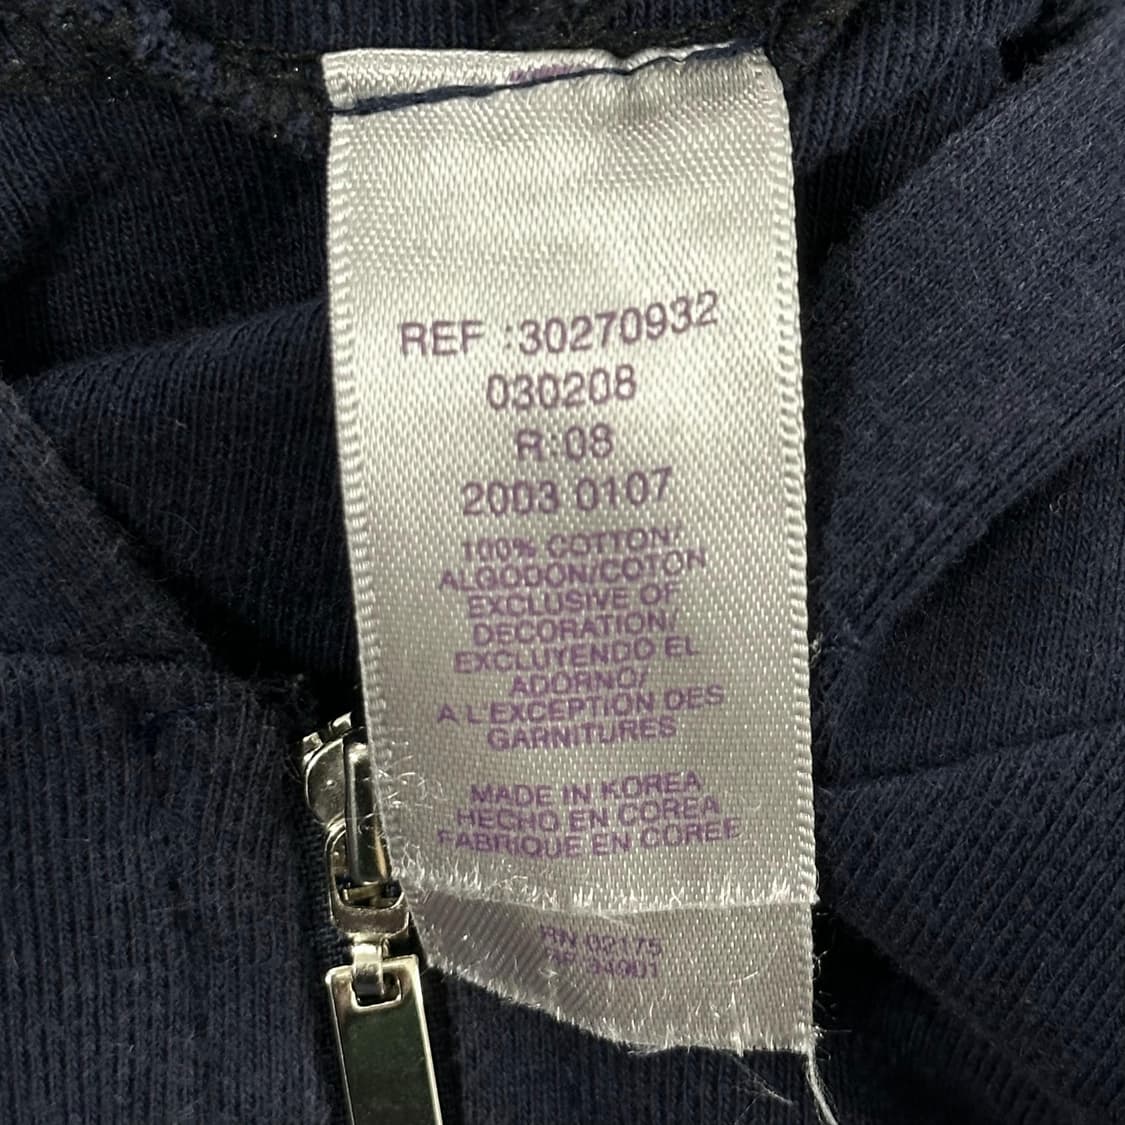 REF :30270932
030208
R:08
2003 0107
100% COTTON/
ALGODON/COTON
EXCLUSIVE OF
DECORATION/
EXCLUYENDO EL
ADORNO/
A L EXCEPTION DES
GARNITURES
MADE IN KOREA
HECHO EN COREA
FABRIQUE EN COREE
RN 02175